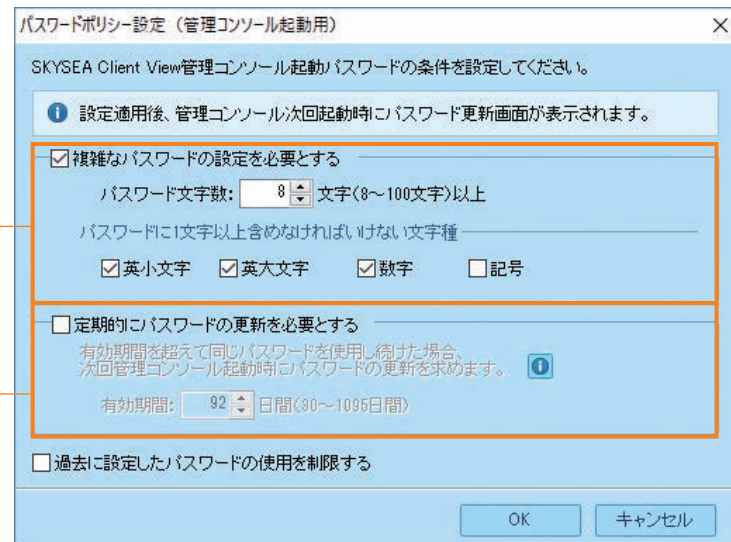 パスワードポリシー設定（管理コンソール起動用）
SKYSEA Client View管理コンソール起動パスワードの条件を設定してください。
設定適用後、管理コンソール次回起動時にパスワード更新画面が表示されます。
複雑なパスワードの設定を必要とする
パスワード文字数: 8 文字(8～100文字)以上
パスワードに1文字以上含めなければいけない文字種
英小文字 英大文字 数字 記号
定期的にパスワードの更新を必要とする
有効期間を超えて同じパスワードを使用し続けた場合、
次回管理コンソール起動時にパスワードの更新を求めます。
有効期間: 92 日間(30～1095日間)
過去に設定したパスワードの使用を制限する
OK キャンセル